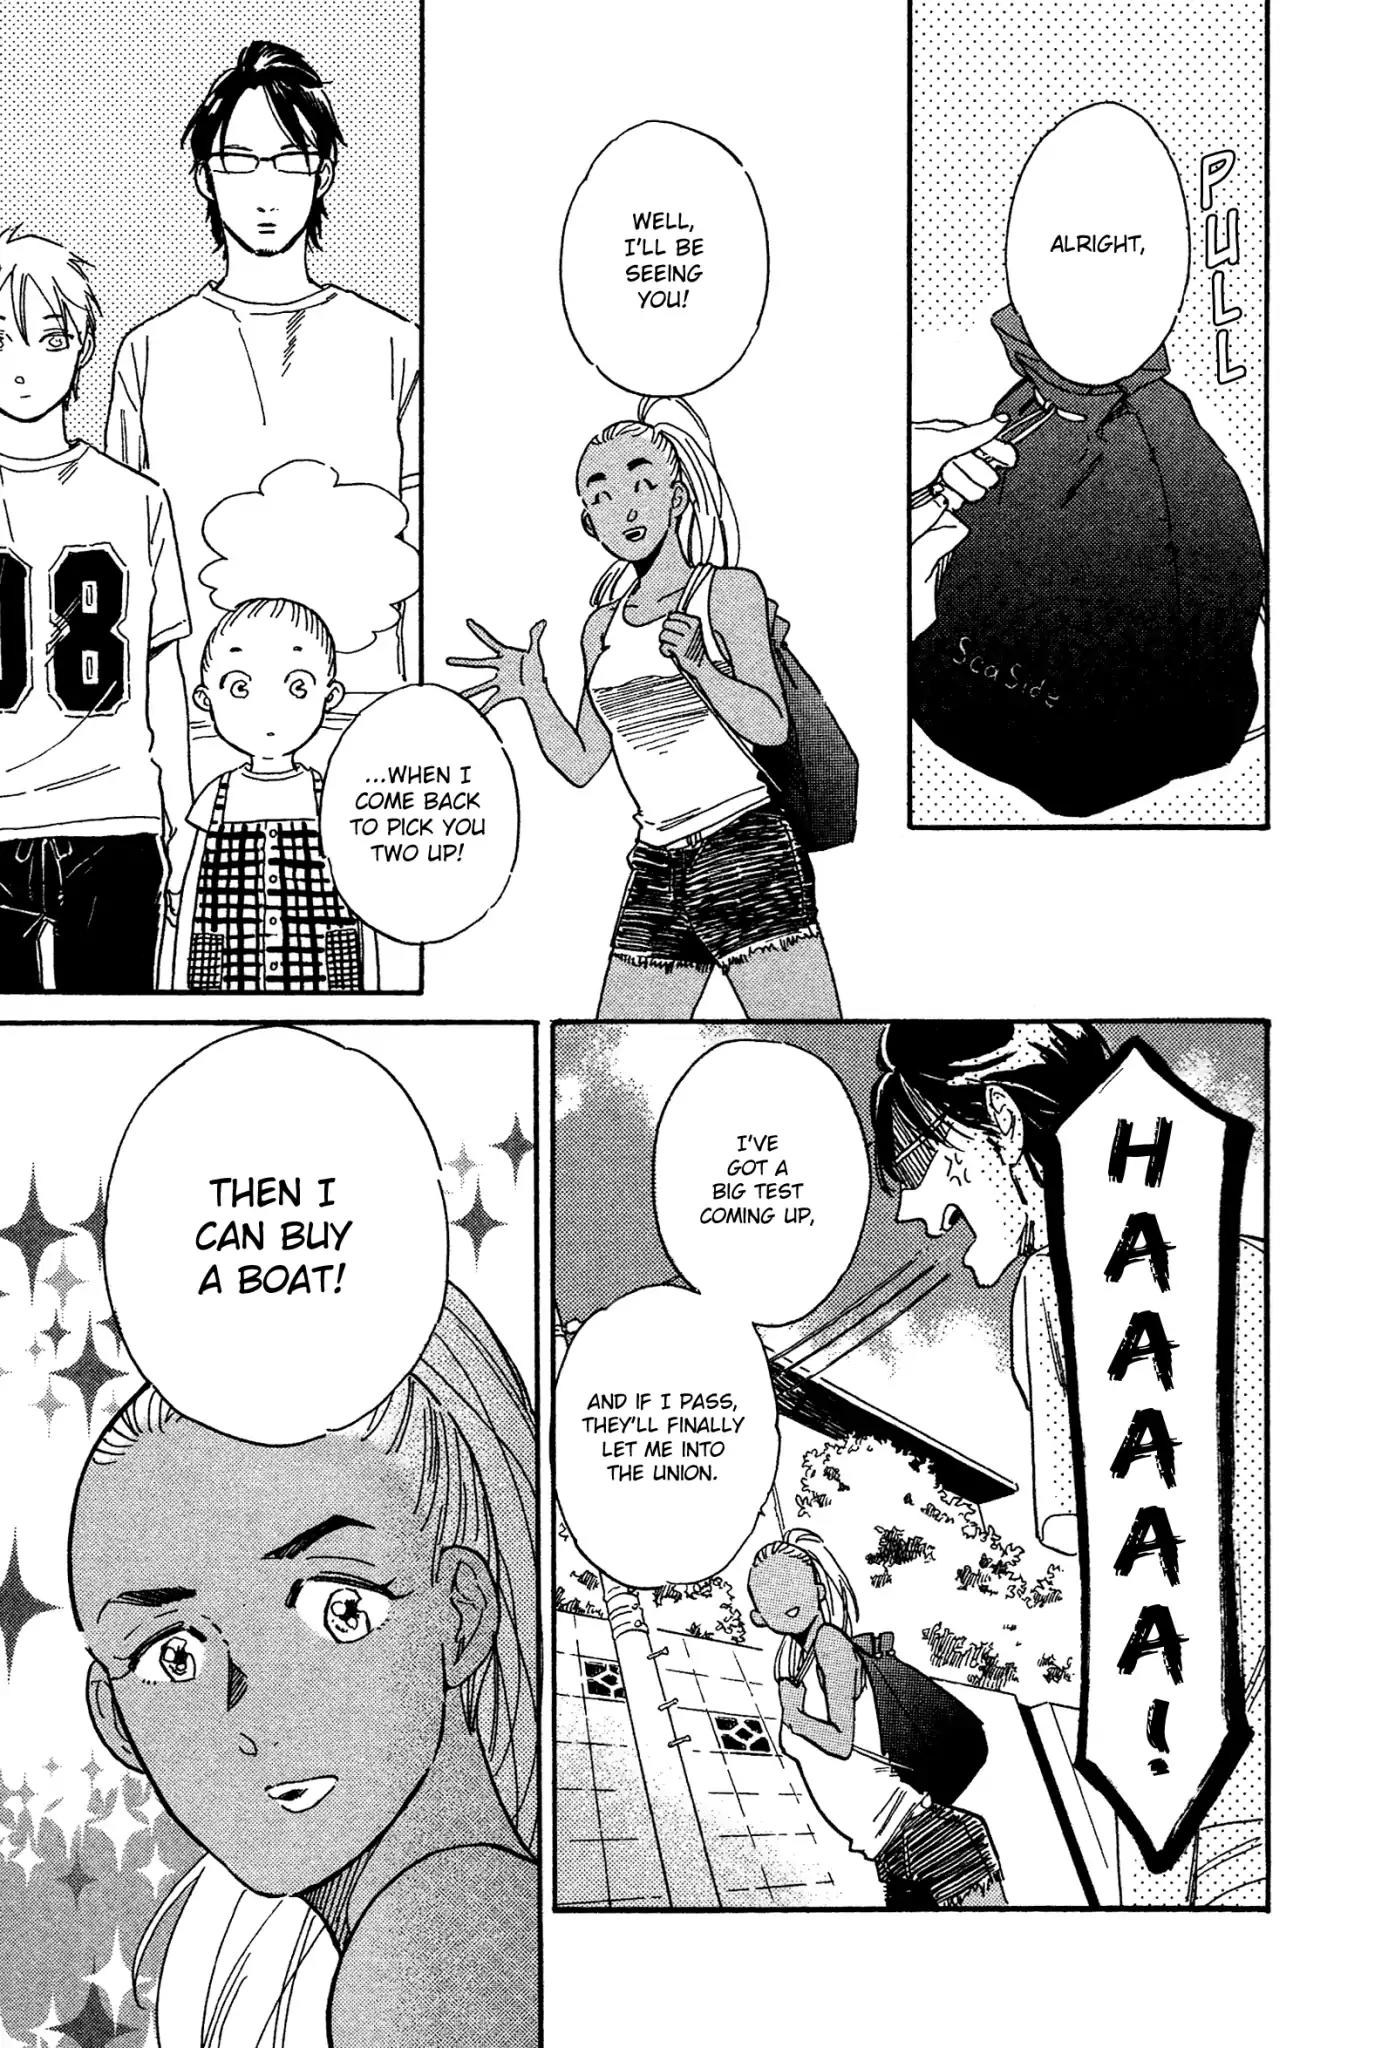 ALRIGHT,
PULL
SeaSide
WELL,
I'LL BE
SEEING
YOU!
...WHEN I
COME BACK
TO PICK YOU
TWO UP!
08
HAAAAA!
I'VE
GOT A
BIG TEST
COMING UP,
AND IF I PASS,
THEY'LL FINALLY
LET ME INTO
THE UNION.
THEN I
CAN BUY
A BOAT!